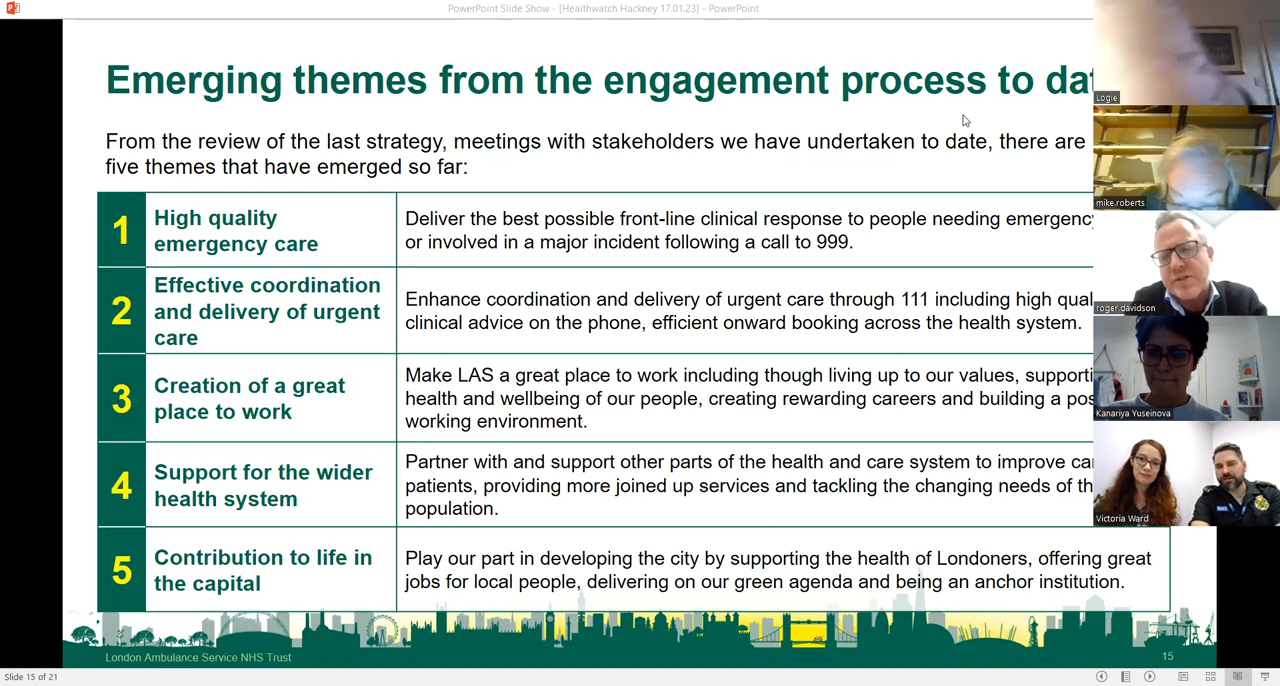 PowerPoint Slide Show - [Healthwatch Hackney 17.01.23] - PowerPoint
Emerging themes from the engagement process to
From the review of the last strategy, meetings with stakeholders we have undertaken to date, there are
five themes that have emerged so far:
1
High quality
emergency care
Deliver the best possible front-line clinical response to people needing emergency
or involved in a major incident following a call to 999.
2
Effective coordination
and delivery of urgent
care
Enhance coordination and delivery of urgent care through 111 including high
clinical advice on the phone, efficient onward booking across the health system.
3
Creation of a great
place to work
Make LAS a great place to work including though living up to our values,
health and wellbeing of our people, creating rewarding careers and building a
working environment.
4
Support for the wider
health system
Partner with and support other parts of the health and care system to improve
patients, providing more joined up services and tackling the changing needs of
population.
5
Contribution to life in
the capital
Play our part in developing the city by supporting the health of Londoners, offering great
jobs for local people, delivering on our green agenda and being an anchor institution.
London Ambulance Service NHS Trust
15
Slide 15 of 21
Logie
mike.roberts
roger.davidson
Kanariya Yuseinova
NHS
Victoria Ward